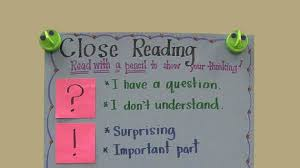 Close Reading
Read with a pencil to show your thinking!
?
* I have a question.
* I don't understand.
!
* Surprising
* Important part